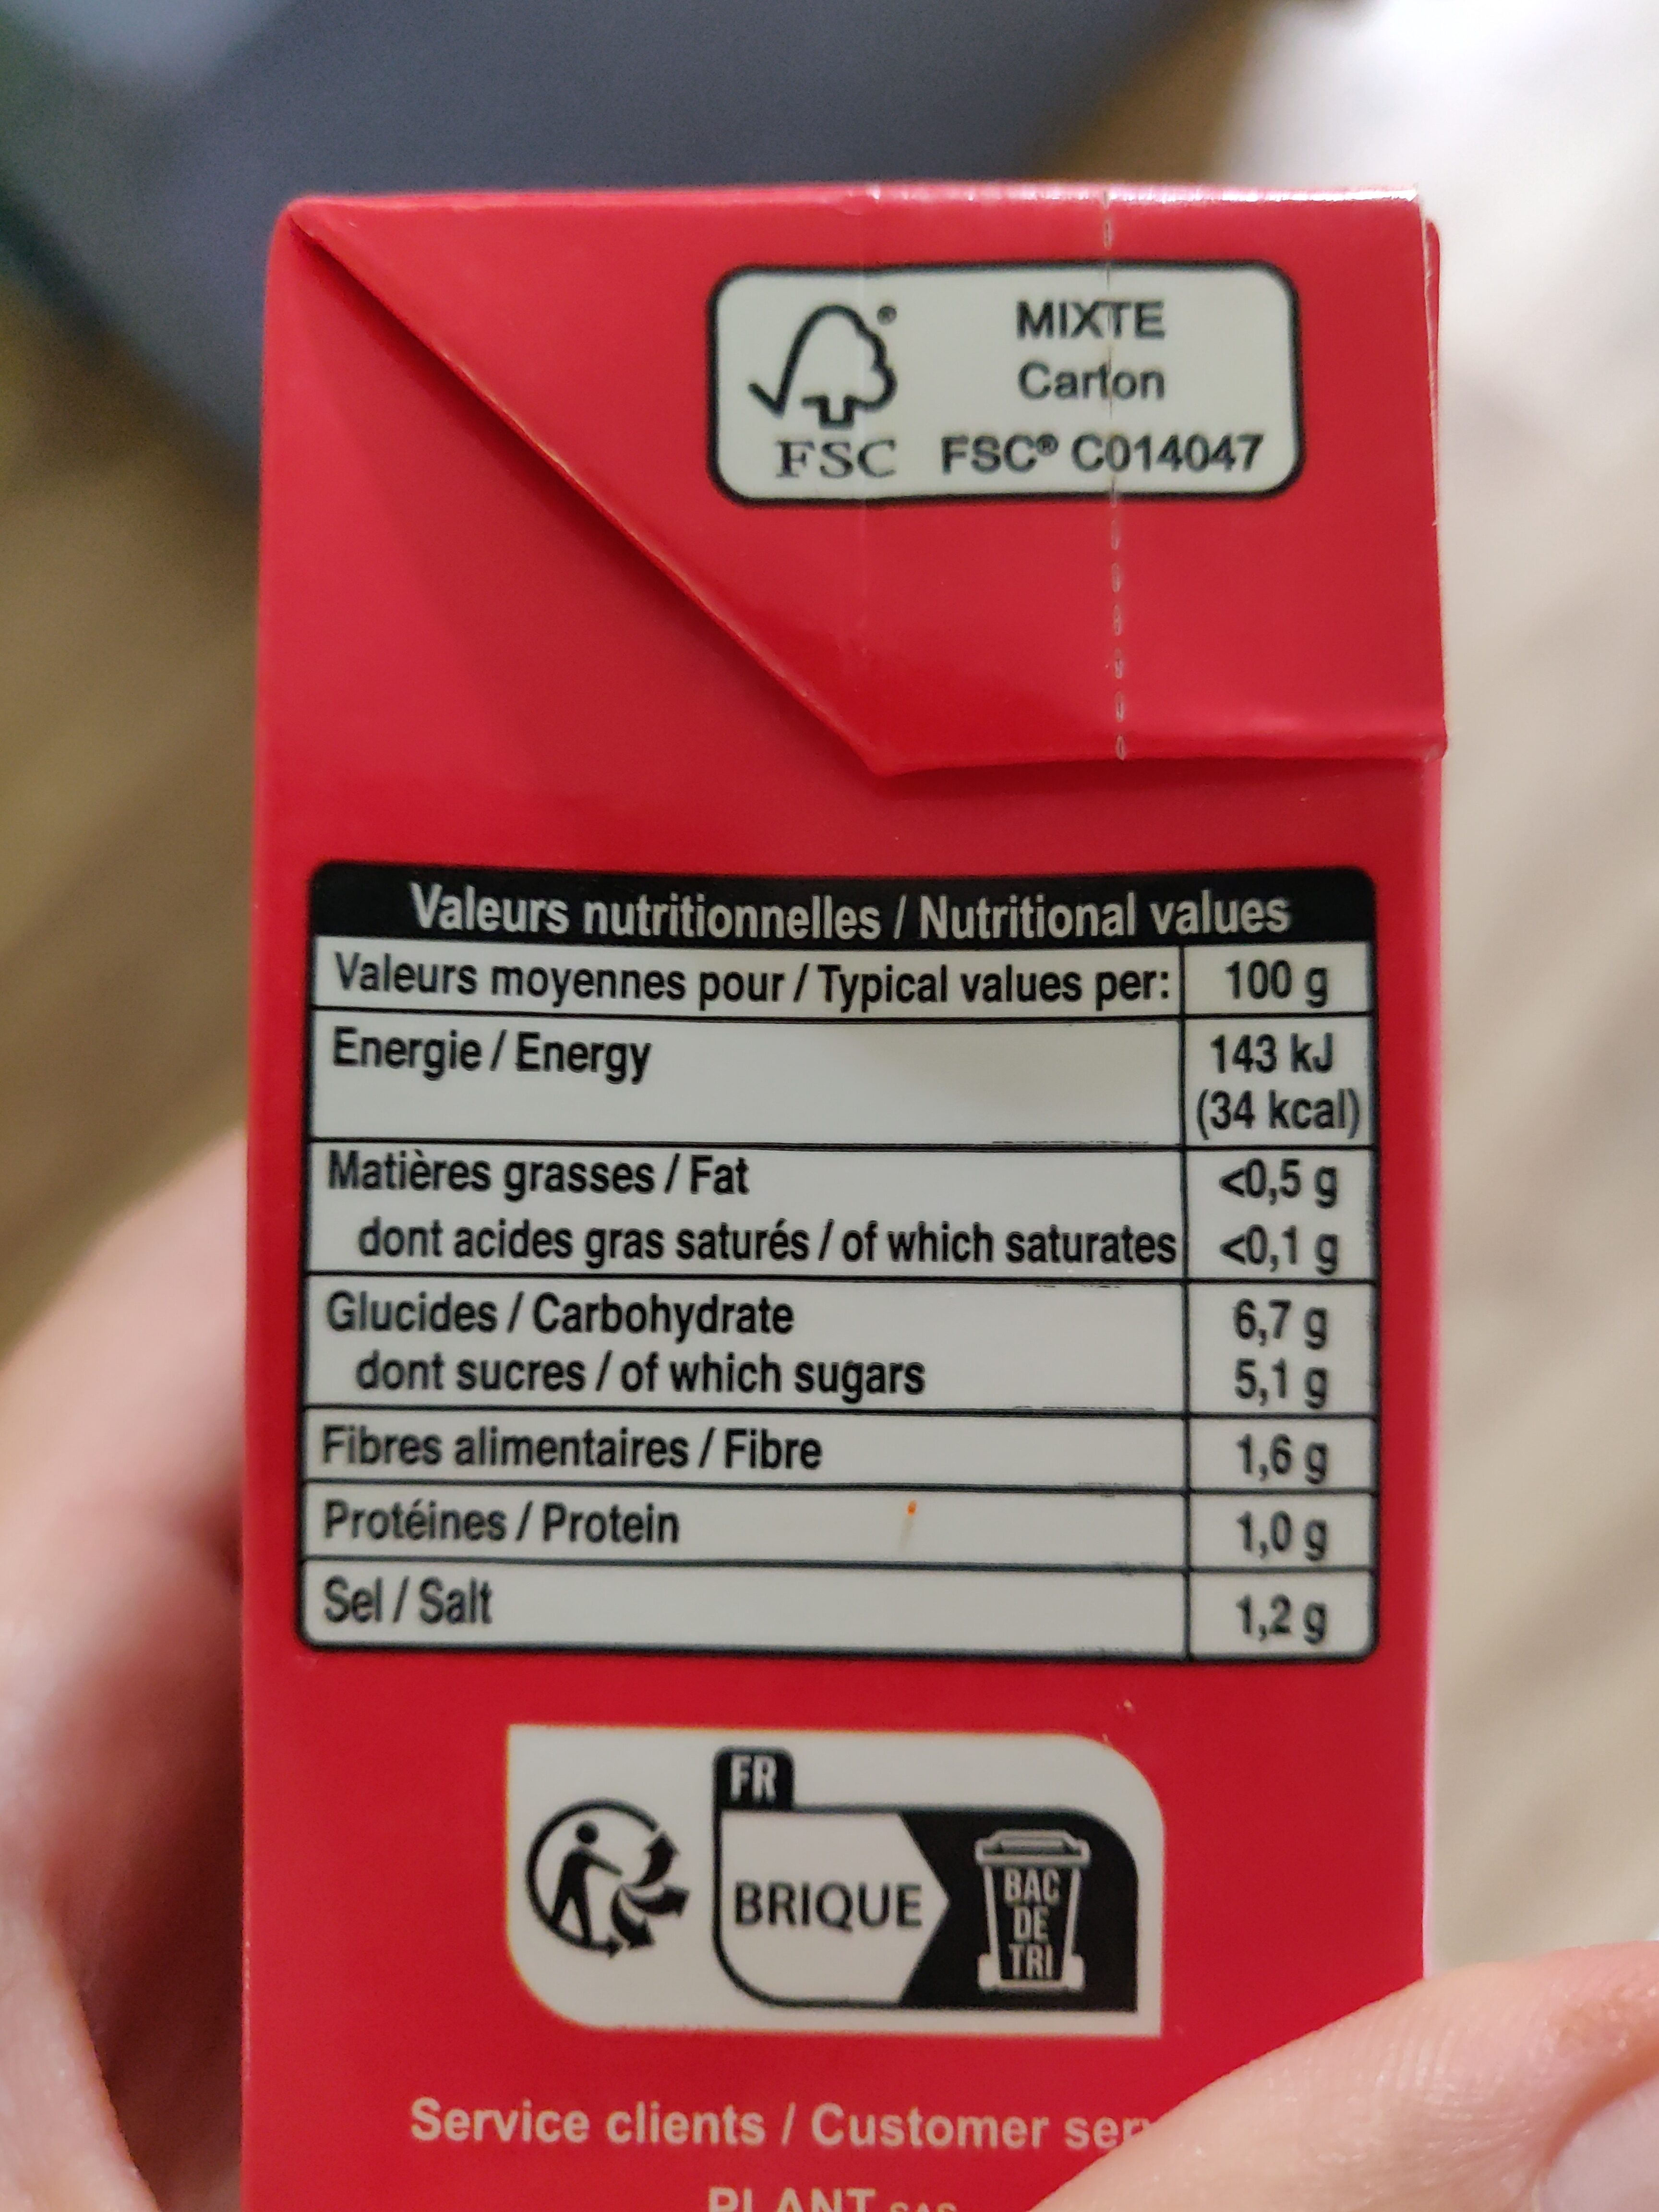 MIXTE
Carton
FSC FSC® C014047
Valeurs nutritionnelles / Nutritional values
Valeurs moyennes pour / Typical values per: 100 g
Energie / Energy 143 kJ
(34 kcal)
Matières grasses / Fat <0,5 g
dont acides gras saturés / of which saturates <0,1 g
Glucides / Carbohydrate 6,7 g
dont sucres / of which sugars 5,1 g
Fibres alimentaires / Fibre 1,6 g
Protéines / Protein 1,0 g
Sel / Salt 1,2 g
FR
BRIQUE
BAC
DE
TRI
Service clients / Customer
PLANT SAS